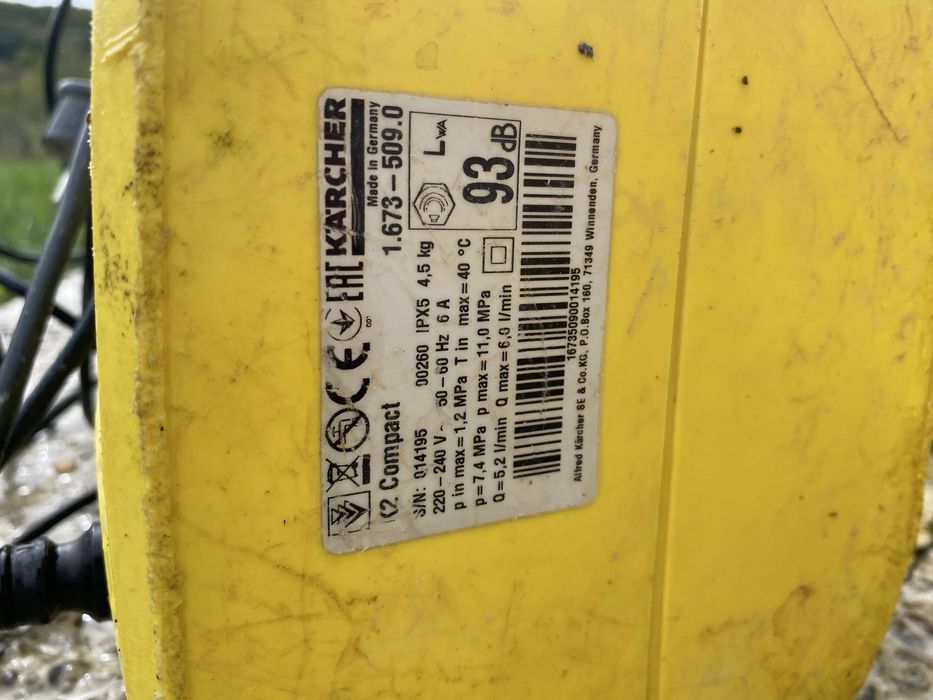 EAC KÄRCHER
Made in Germany
K2 Compact
1.673-509.0
S/N: 014195 00260 IPX5 4,5 kg
220-240 V~ 50-60 Hz 6 A
p in max=1,2 MPa T in max=40 °C
p=7,4 MPa p max=11,0 MPa
Q=5,2 l/min Q max=6,0 l/min
LWA
93 dB
16735090014195
Alfred Kärcher SE & Co.KG, P.O.Box 160, 71349 Winnenden, Germany